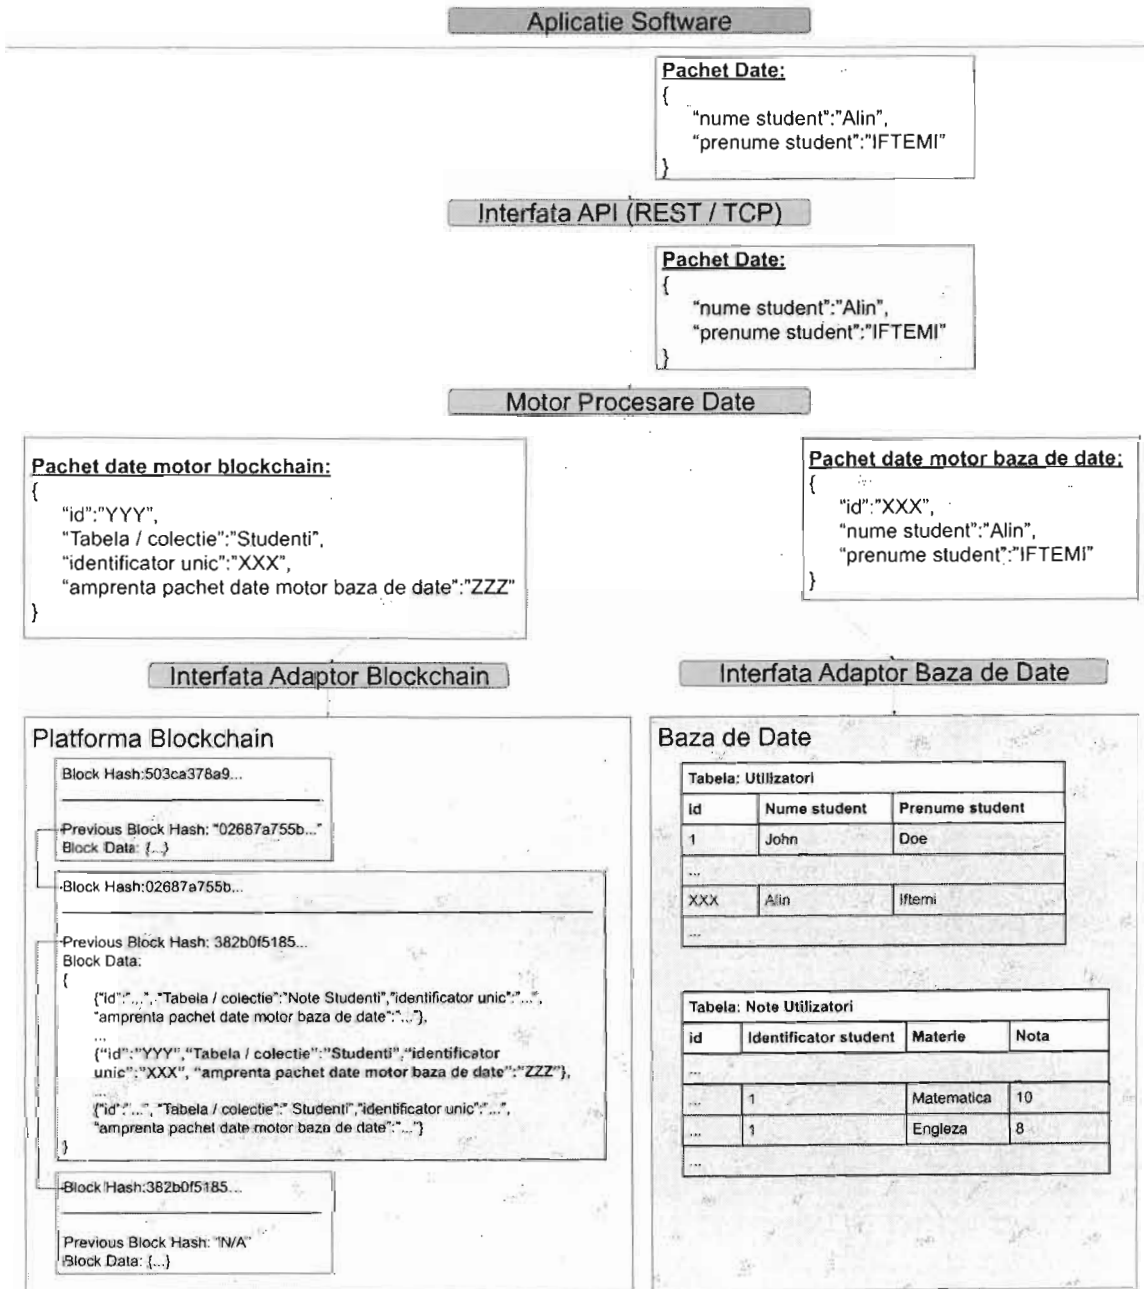 Aplicatie Software
Pachet Date:
{
"nume student":"Alin",
"prenume student":"IFTEMI"
}
Interfata API (REST / TCP)
Pachet Date:
{
"nume student":"Alin",
"prenume student":"IFTEMI"
}
Motor Procesare Date
Pachet date motor blockchain:
{
"id":"YYY",
"Tabela / colectie":"Studenti",
"identificator unic":"XXX",
"amprenta pachet date motor baza de date":"ZZZ"
}
Pachet date motor baza de date:
{
"id":"XXX",
"nume student":"Alin",
"prenume student":"IFTEMI"
}
Interfata Adaptor Blockchain
Interfata Adaptor Baza de Date
Platforma Blockchain
Block Hash:503ca378a9...
Previous Block Hash: "02687a755b..."
Block Data: {...}
Block Hash:02687a755b...
Previous Block Hash: 382b0f5185...
Block Data:
{
{"id":"...", "Tabela / colectie":"Note Studenti","identificator unic":"...",
"amprenta pachet date motor baza de date":"..."},
...
{"id":"YYY","Tabela / colectie":"Studenti","identificator
unic":"XXX", "amprenta pachet date motor baza de date":"ZZZ"},
...
{"id":"...", "Tabela / colectie":" Studenti","identificator unic":"...",
"amprenta pachet date motor baza de date":"..."}
}
Block Hash:382b0f5185...
Previous Block Hash: "N/A"
Block Data: {...}
Baza de Date
Tabela: Utilizatori
Id Nume student Prenume student
1 John Doe
...
XXX Alin Iftemi
...
Tabela: Note Utilizatori
id Identificator student Materie Nota
...
... 1 Matematica 10
... 1 Engleza 8
...